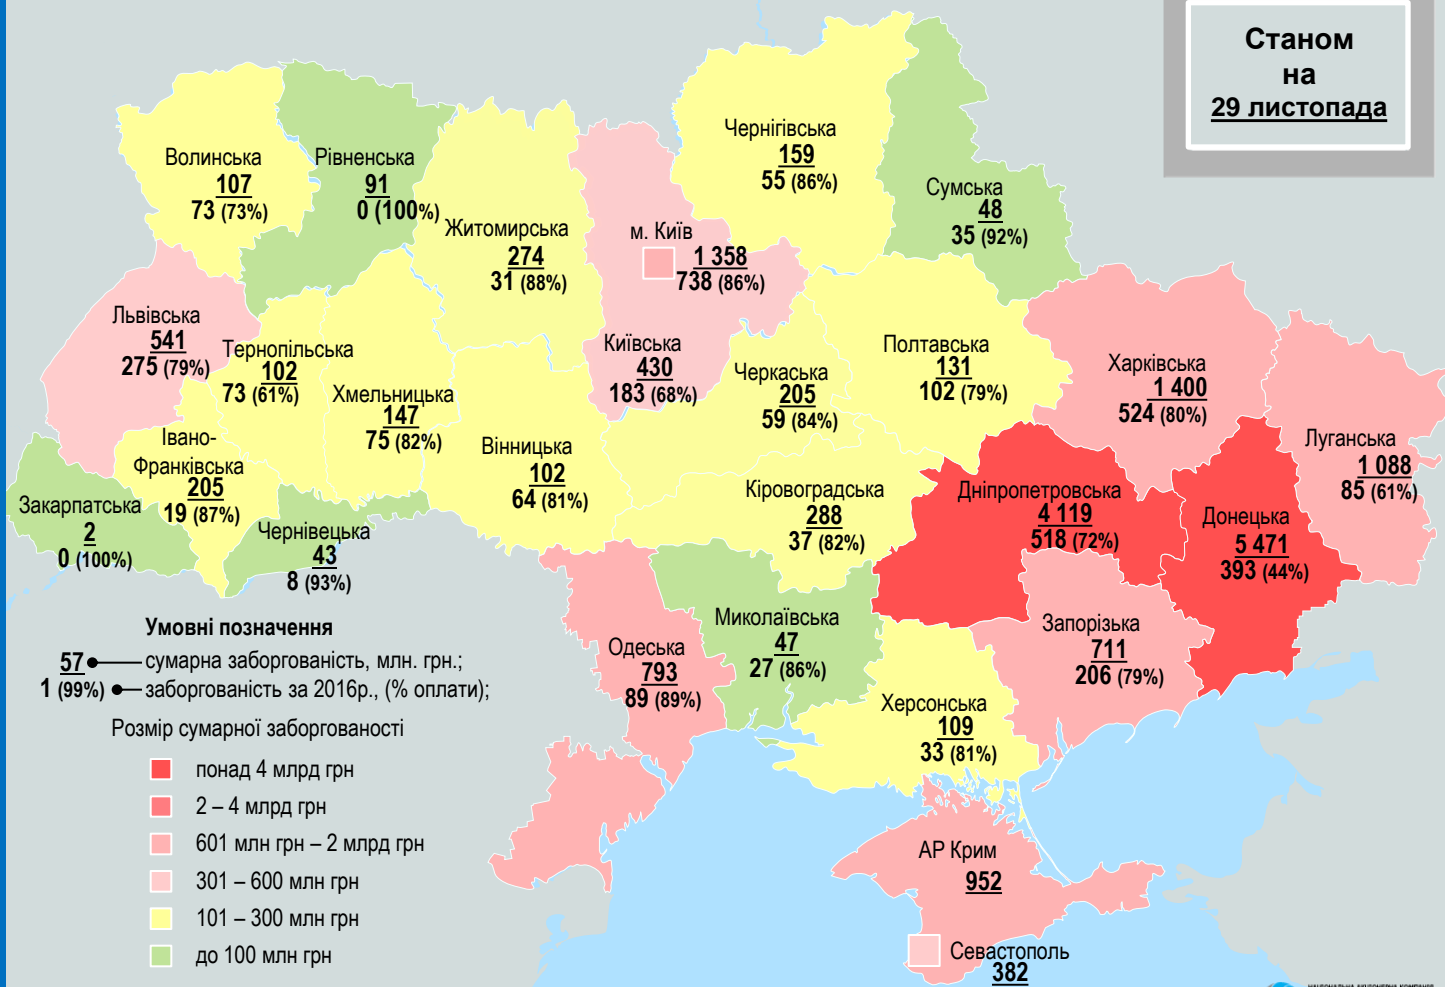 Станом
на
29 листопада
Волинська
107
73 (73%)
Рівненська
91
0 (100%)
Житомирська
274
31 (88%)
м. Київ
1 358
738 (86%)
Чернігівська
159
55 (86%)
Сумська
48
35 (92%)
Львівська
541
275 (79%)
Тернопільська
102
73 (61%)
Хмельницька
147
75 (82%)
Київська
430
183 (68%)
Черкаська
205
59 (84%)
Полтавська
131
102 (79%)
Харківська
1 400
524 (80%)
Луганська
1 088
85 (61%)
Івано-
Франківська
205
19 (87%)
Вінницька
102
64 (81%)
Закарпатська
2
0 (100%)
Чернівецька
43
8 (93%)
Кіровоградська
288
37 (82%)
Дніпропетровська
4 119
518 (72%)
Донецька
5 471
393 (44%)
Одеська
793
89 (89%)
Миколаївська
47
27 (86%)
Запорізька
711
206 (79%)
Херсонська
109
33 (81%)
АР Крим
952
Севастополь
382
Умовні позначення
57 сумарна заборгованість, млн. грн.;
1 (99%) заборгованість за 2016р., (% оплати);
Розмір сумарної заборгованості
понад 4 млрд грн
2 – 4 млрд грн
601 млн грн – 2 млрд грн
301 – 600 млн грн
101 – 300 млн грн
до 100 млн грн